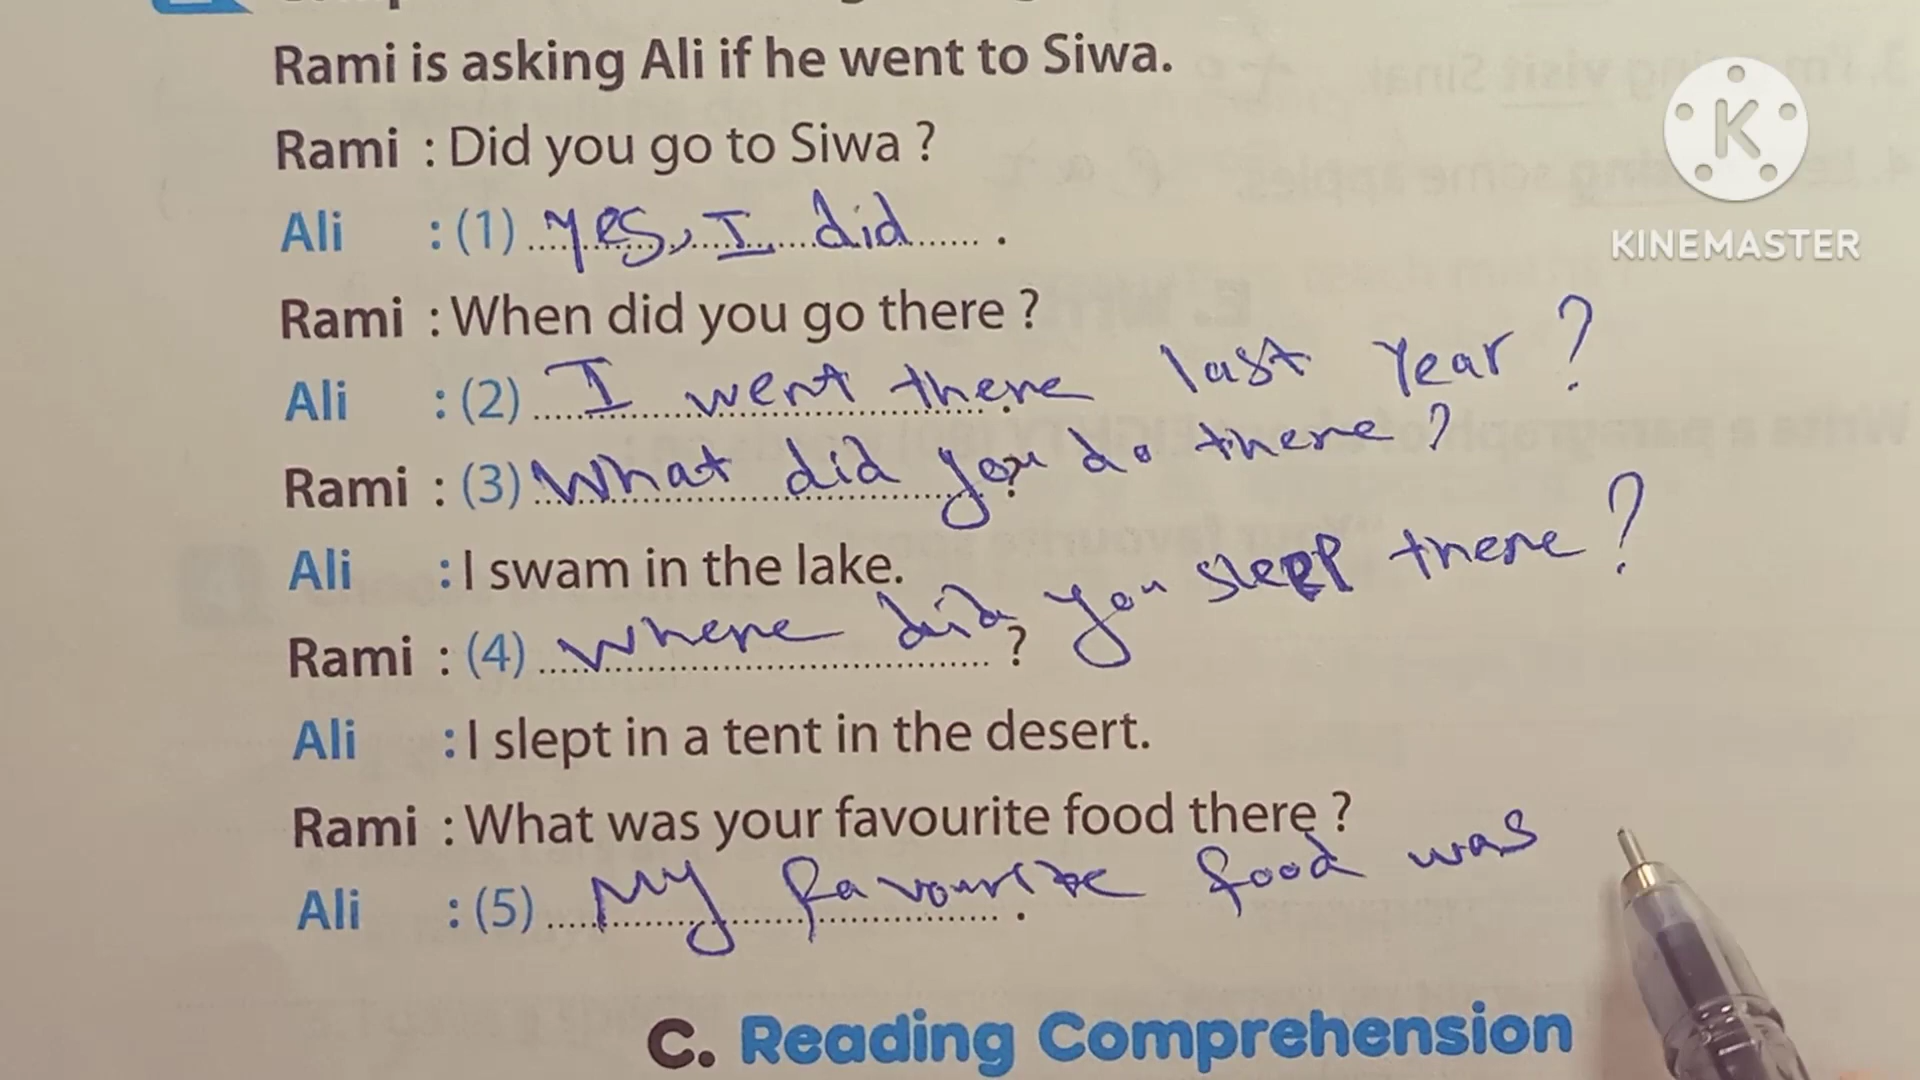 Rami is asking Ali if he went to Siwa.
Rami : Did you go to Siwa ?
Ali : (1) Yes, I did .
Rami : When did you go there ?
Ali : (2) I went there last year ?
Rami : (3) What did you do there ?
Ali : I swam in the lake.
Rami : (4) Where did you sleep there ?
Ali : I slept in a tent in the desert.
Rami : What was your favourite food there ?
Ali : (5) My favourite food was .
C. Reading Comprehension
KINEMASTER